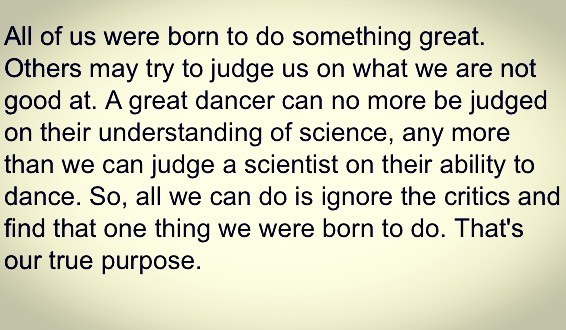 All of us were born to do something great.
Others may try to judge us on what we are not
good at. A great dancer can no more be judged
on their understanding of science, any more
than we can judge a scientist on their ability to
dance. So, all we can do is ignore the critics and
find that one thing we were born to do. That's
our true purpose.